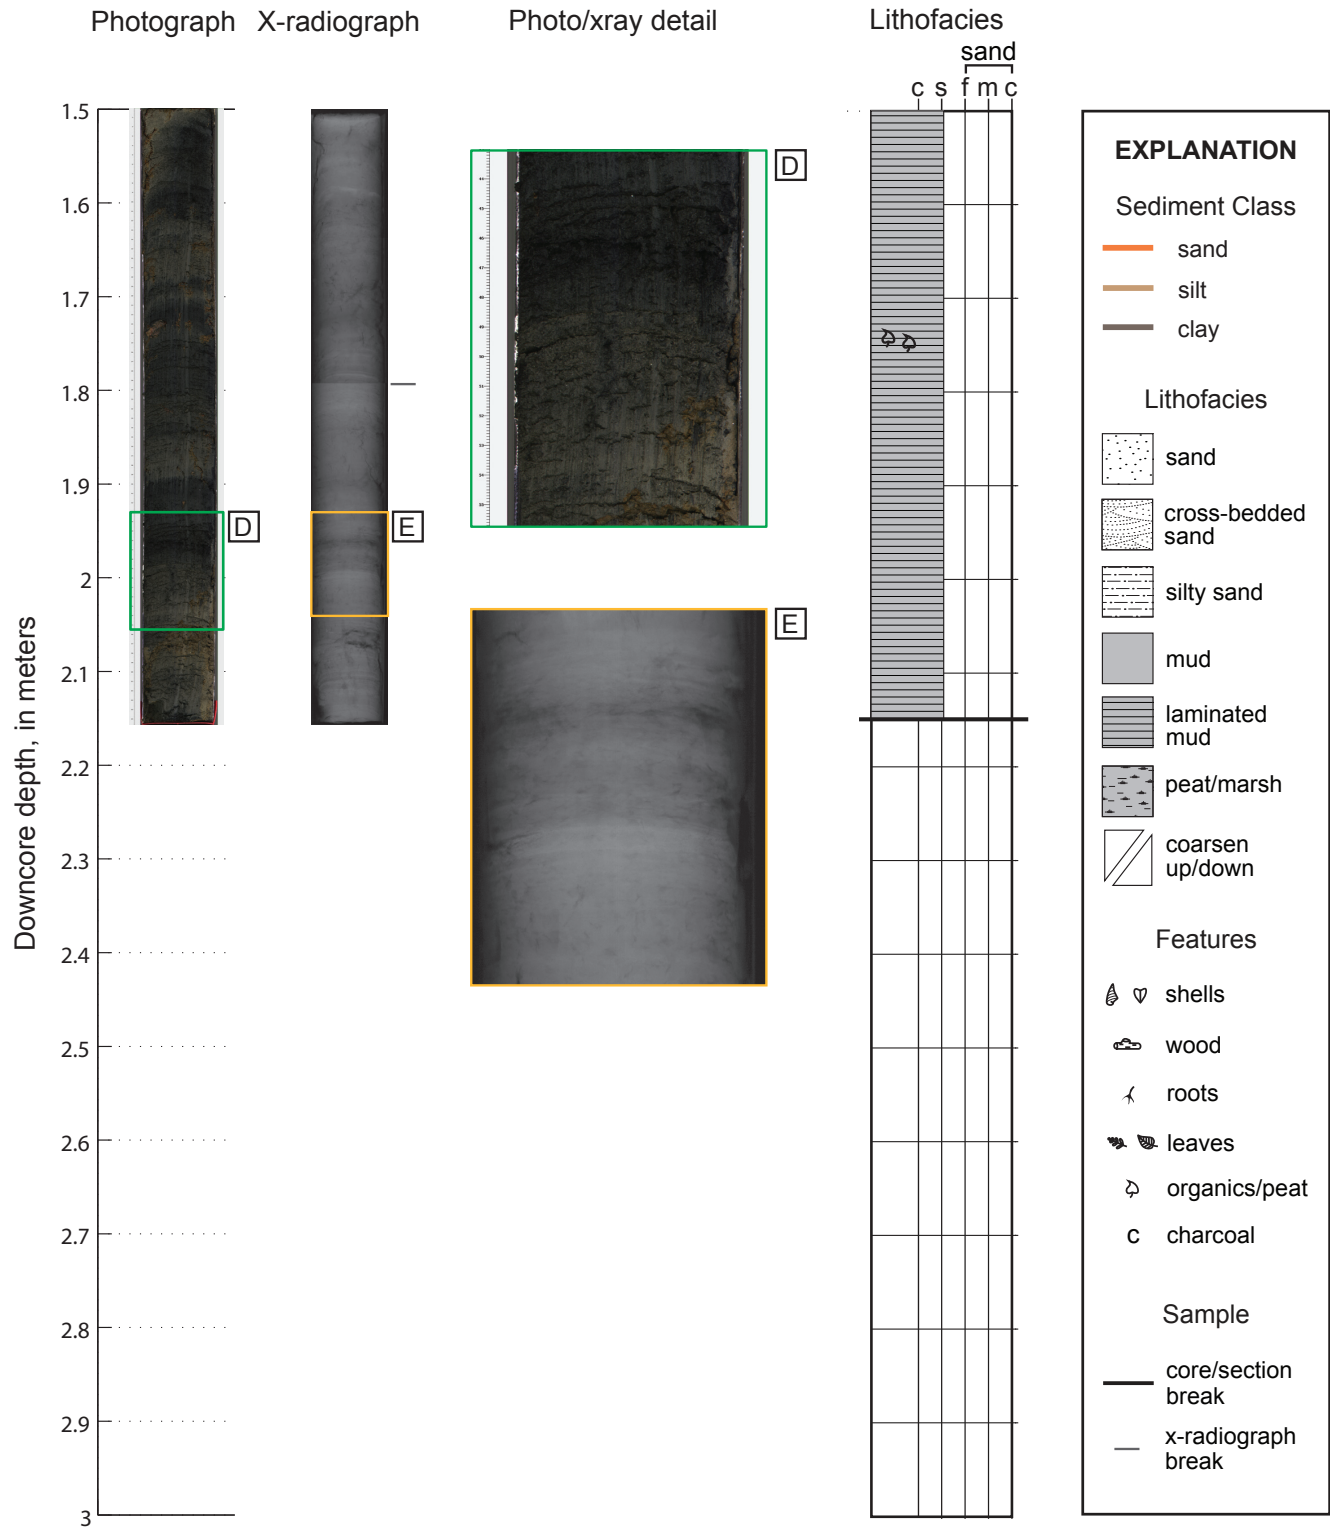 Photograph X-radiograph Photo/xray detail Lithofacies
sand
c s f m c
1.5
1.6
1.7
1.8
1.9
2
2.1
2.2
2.3
2.4
2.5
2.6
2.7
2.8
2.9
3
Downcore depth, in meters
D
E
D
E
EXPLANATION
Sediment Class
sand
silt
clay
Lithofacies
sand
cross-bedded
sand
silty sand
mud
laminated
mud
peat/marsh
coarsen
up/down
Features
shells
wood
roots
leaves
organics/peat
c charcoal
Sample
core/section
break
x-radiograph
break